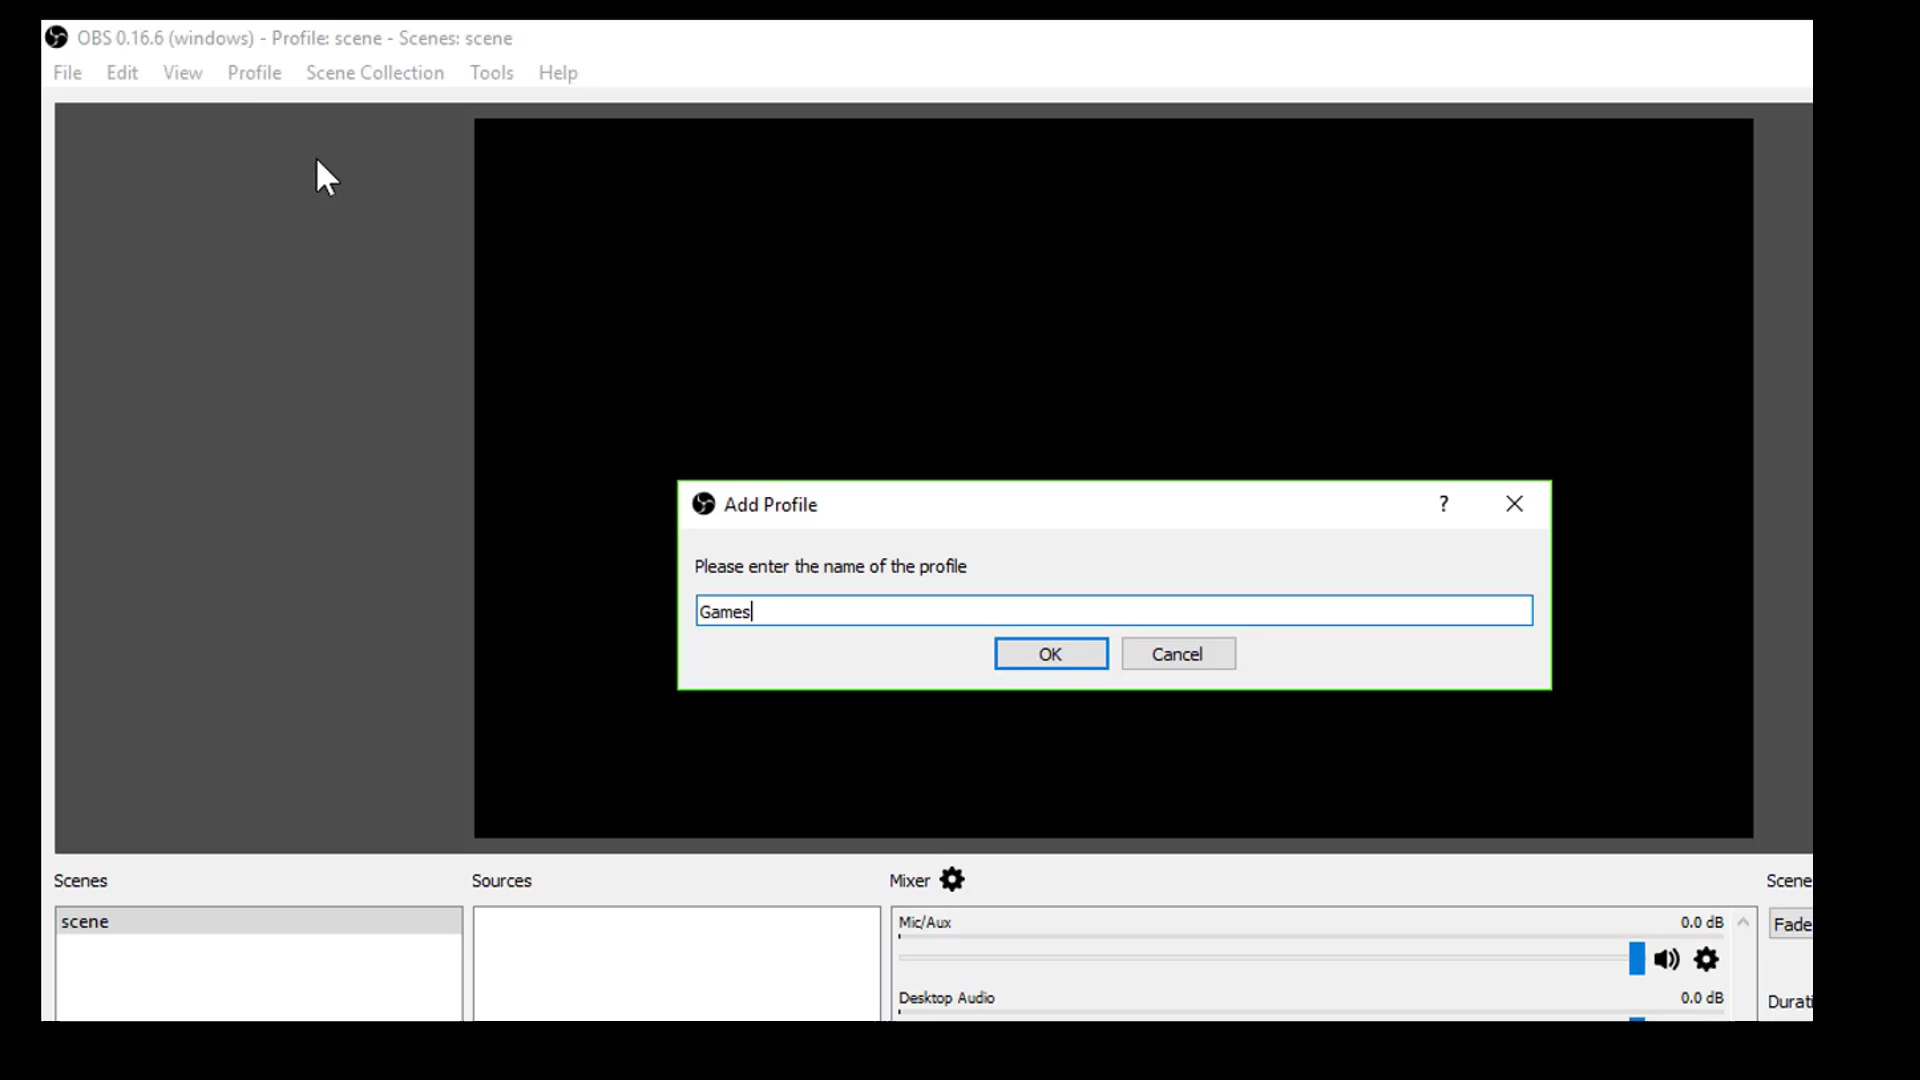 OBS 0.16.6 (windows) - Profile: scene - Scenes: scene
File Edit View Profile Scene Collection Tools Help
Add Profile
?
Please enter the name of the profile
Games
OK Cancel
Scenes Sources Mixer Scene
scene
Mic/Aux 0.0 dB
Fade
Desktop Audio 0.0 dB
Durati